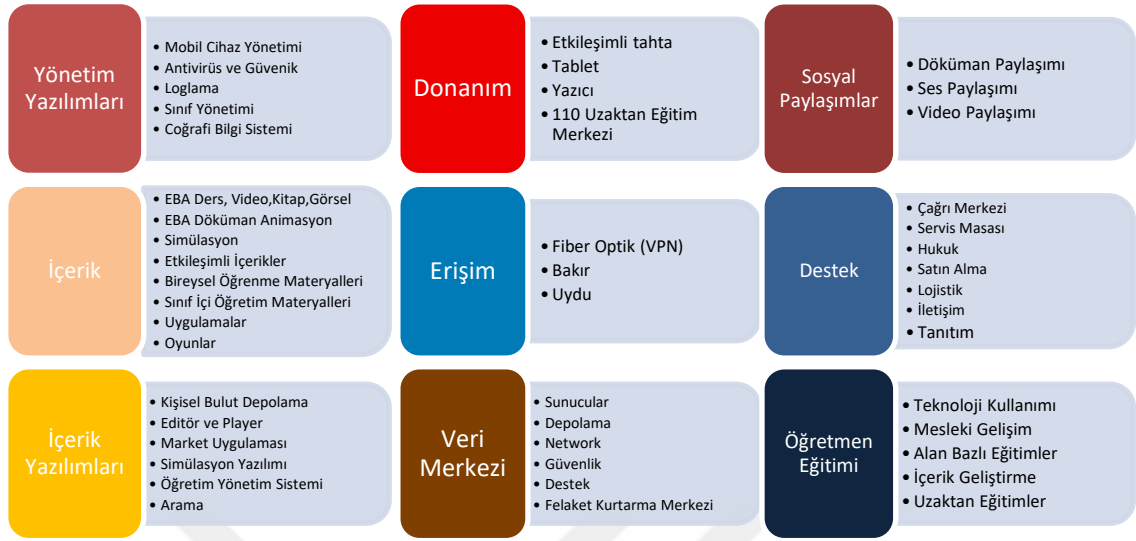 Yönetim
Yazılımları
• Mobil Cihaz Yönetimi
• Antivirüs ve Güvenik
• Loglama
• Sınıf Yönetimi
• Coğrafi Bilgi Sistemi
Donanım
• Etkileşimli tahta
• Tablet
• Yazıcı
• 110 Uzaktan Eğitim
Merkezi
Sosyal
Paylaşımlar
• Döküman Paylaşımı
• Ses Paylaşımı
• Video Paylaşımı
İçerik
• EBA Ders, Video,Kitap,Görsel
• EBA Döküman Animasyon
• Simülasyon
• Etkileşimli İçerikler
• Bireysel Öğrenme Materyalleri
• Sınıf İçi Öğretim Materyalleri
• Uygulamalar
• Oyunlar
Erişim
• Fiber Optik (VPN)
• Bakır
• Uydu
Destek
• Çağrı Merkezi
• Servis Masası
• Hukuk
• Satın Alma
• Lojistik
• İletişim
• Tanıtım
İçerik
Yazılımları
• Kişisel Bulut Depolama
• Editör ve Player
• Market Uygulaması
• Simülasyon Yazılımı
• Öğretim Yönetim Sistemi
• Arama
Veri
Merkezi
• Sunucular
• Depolama
• Network
• Güvenlik
• Destek
• Felaket Kurtarma Merkezi
Öğretmen
Eğitimi
• Teknoloji Kullanımı
• Mesleki Gelişim
• Alan Bazlı Eğitimler
• İçerik Geliştirme
• Uzaktan Eğitimler